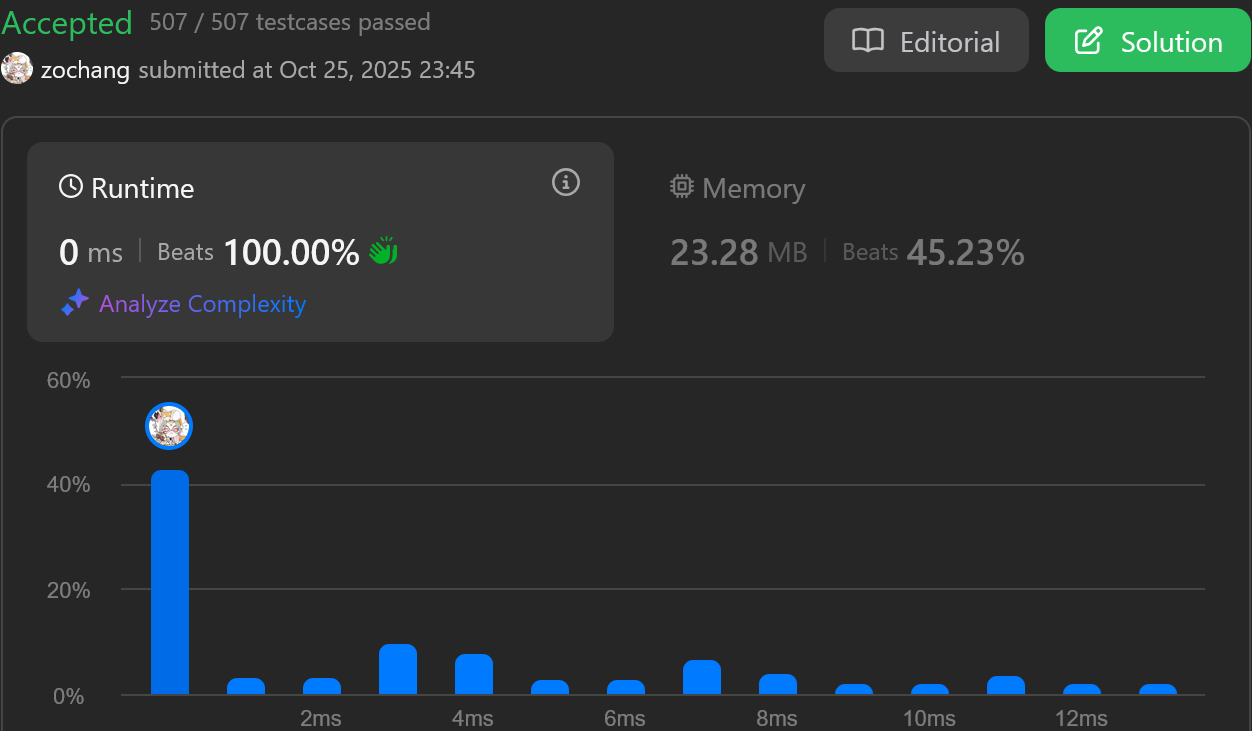 Accepted 507 / 507 testcases passed
Editorial
Solution
zochang submitted at Oct 25, 2025 23:45
Runtime
0 ms Beats 100.00%
Analyze Complexity
Memory
23.28 MB Beats 45.23%
60%
40%
20%
0%
2ms 4ms 6ms 8ms 10ms 12ms